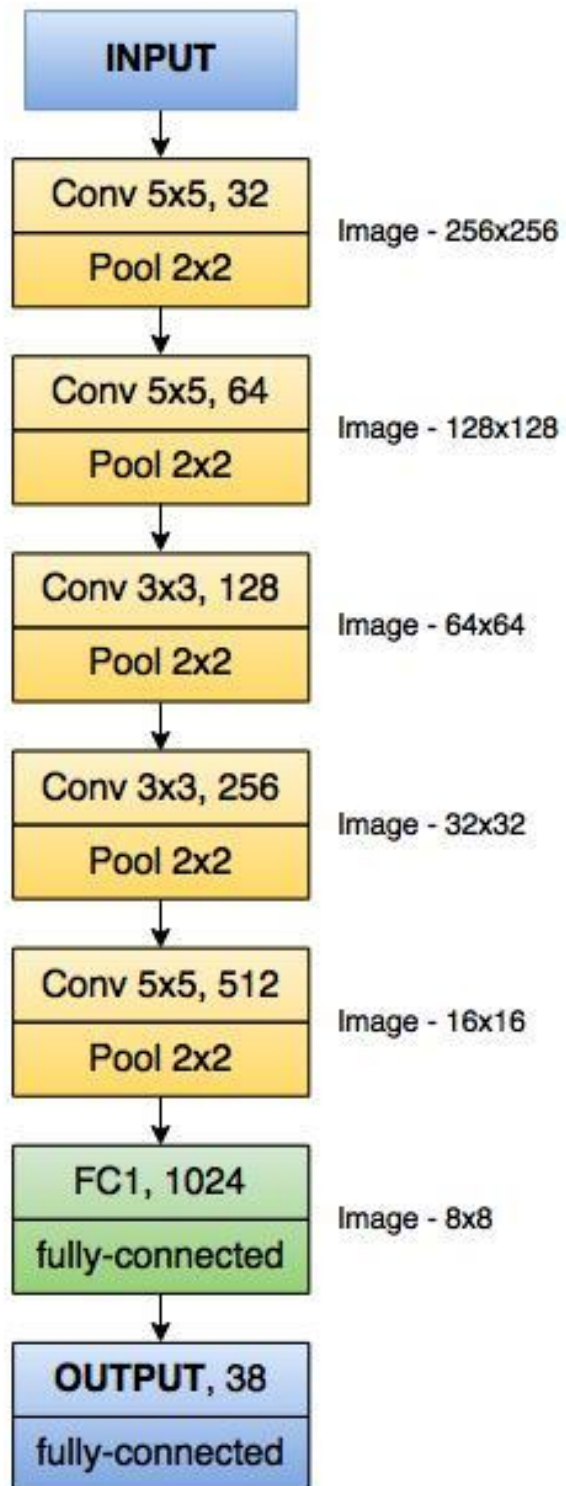 INPUT
Conv 5x5, 32
Image - 256x256
Pool 2x2
Conv 5x5, 64
Image - 128x128
Pool 2x2
Conv 3x3, 128
Image - 64x64
Pool 2x2
Conv 3x3, 256
Image - 32x32
Pool 2x2
Conv 5x5, 512
Image - 16x16
Pool 2x2
FC1, 1024
Image - 8x8
fully-connected
OUTPUT, 38
fully-connected